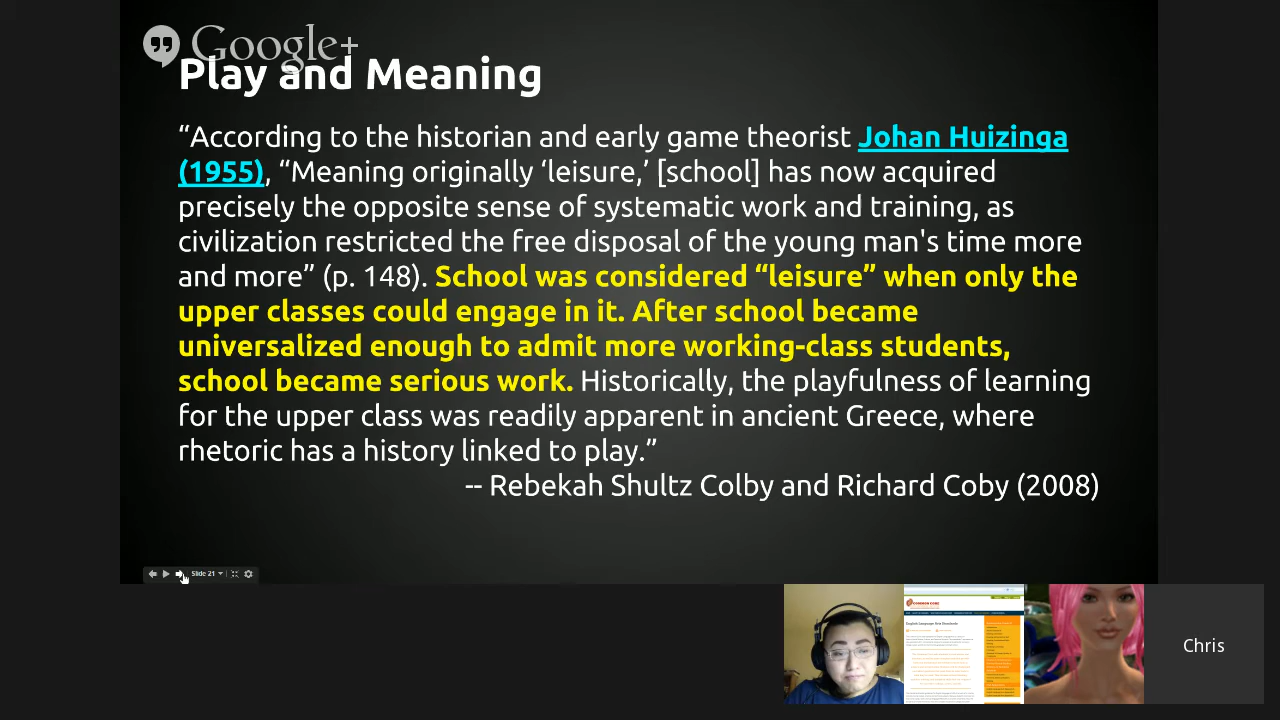 Google+
Play and Meaning
“According to the historian and early game theorist Johan Huizinga
(1955), “Meaning originally ‘leisure,’ [school] has now acquired
precisely the opposite sense of systematic work and training, as
civilization restricted the free disposal of the young man's time more
and more” (p. 148). School was considered “leisure” when only the
upper classes could engage in it. After school became
universalized enough to admit more working-class students,
school became serious work. Historically, the playfulness of learning
for the upper class was readily apparent in ancient Greece, where
rhetoric has a history linked to play.”
-- Rebekah Shultz Colby and Richard Coby (2008)
Slide 21
English Language Arts Standards
Chris